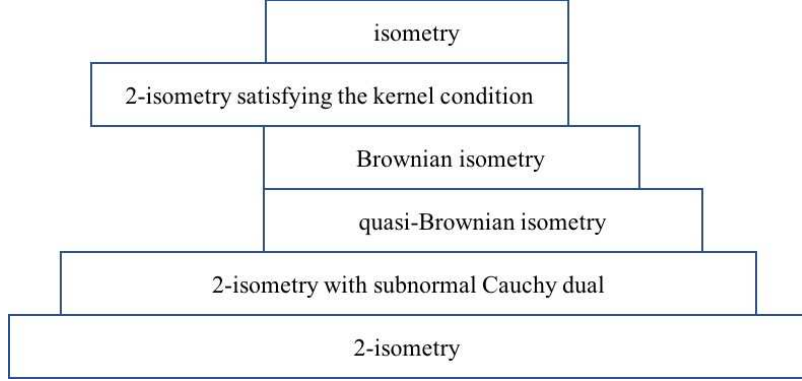 isometry
2-isometry satisfying the kernel condition
Brownian isometry
quasi-Brownian isometry
2-isometry with subnormal Cauchy dual
2-isometry